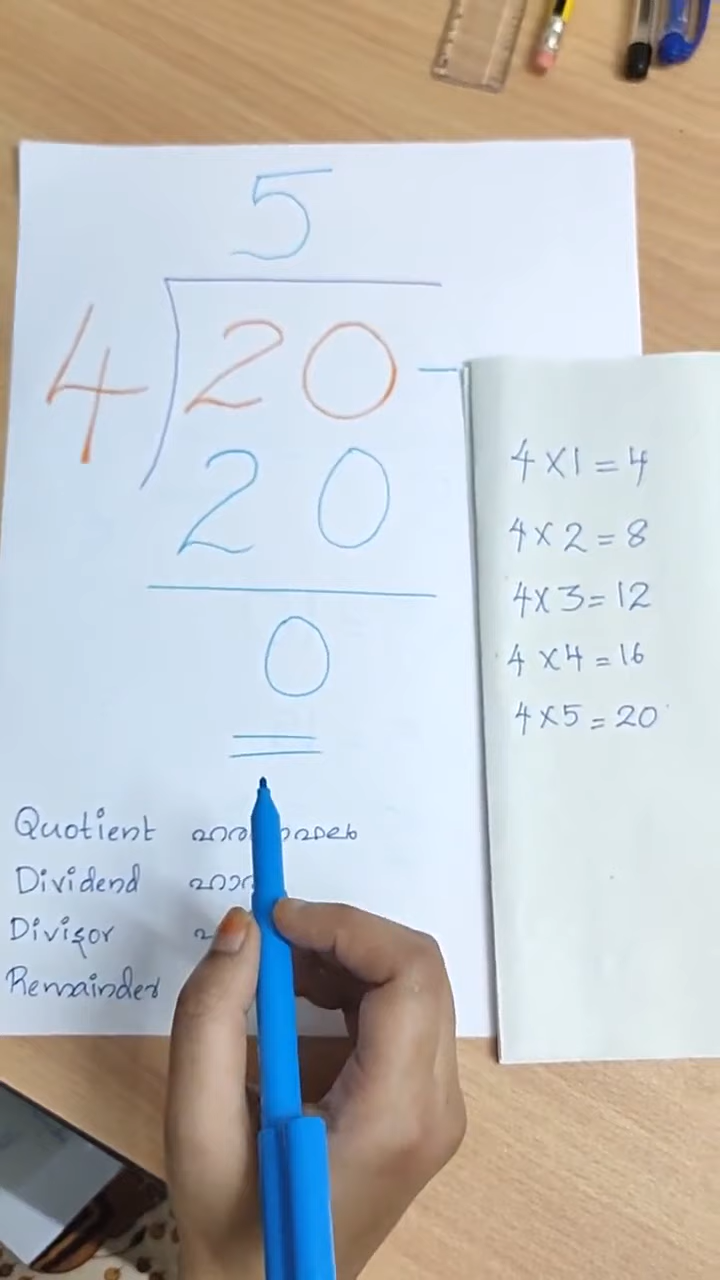 5
4 20 -
20
0
4 X 1 = 4
4 X 2 = 8
4 X 3 = 12
4 X 4 = 16
4 X 5 = 20
Quotient
Dividend
Divisor
Remainder